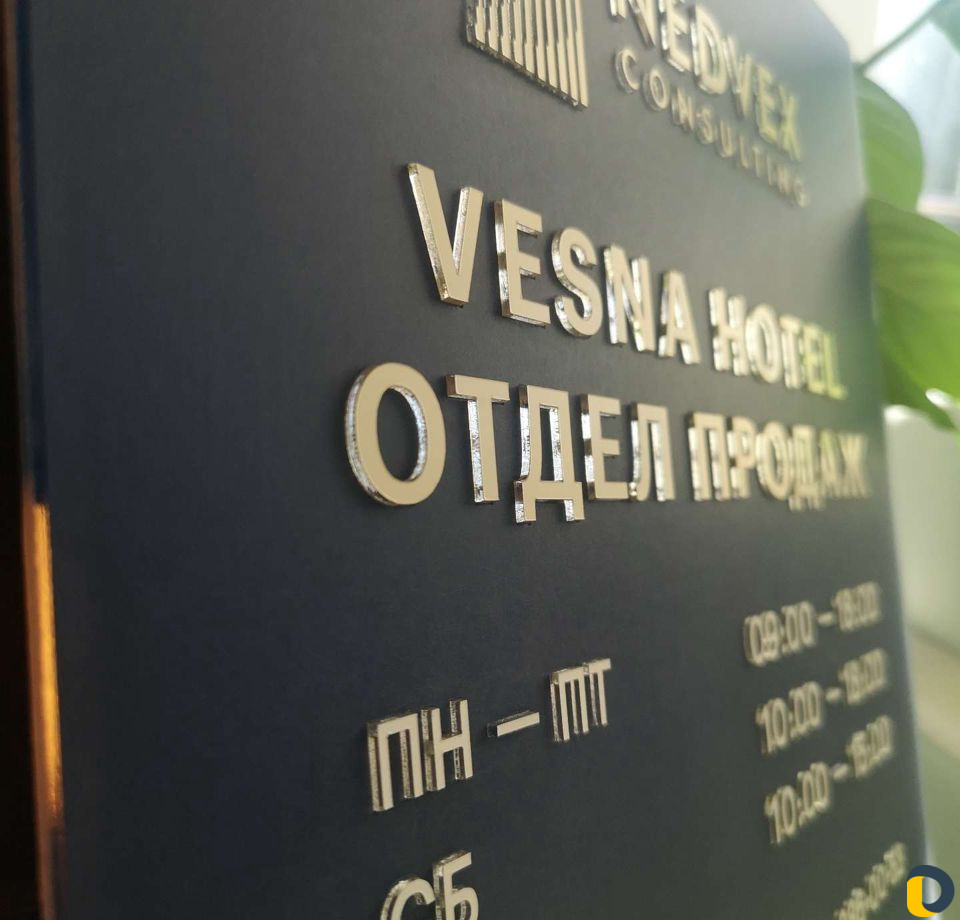 NEDVEX
CONSULTING
VESNA HOTEL
ОТДЕЛ ПРОДАЖ
ПН — ПТ 09:00 — 18:00
10:00 — 18:00
СБ 10:00 — 15:00